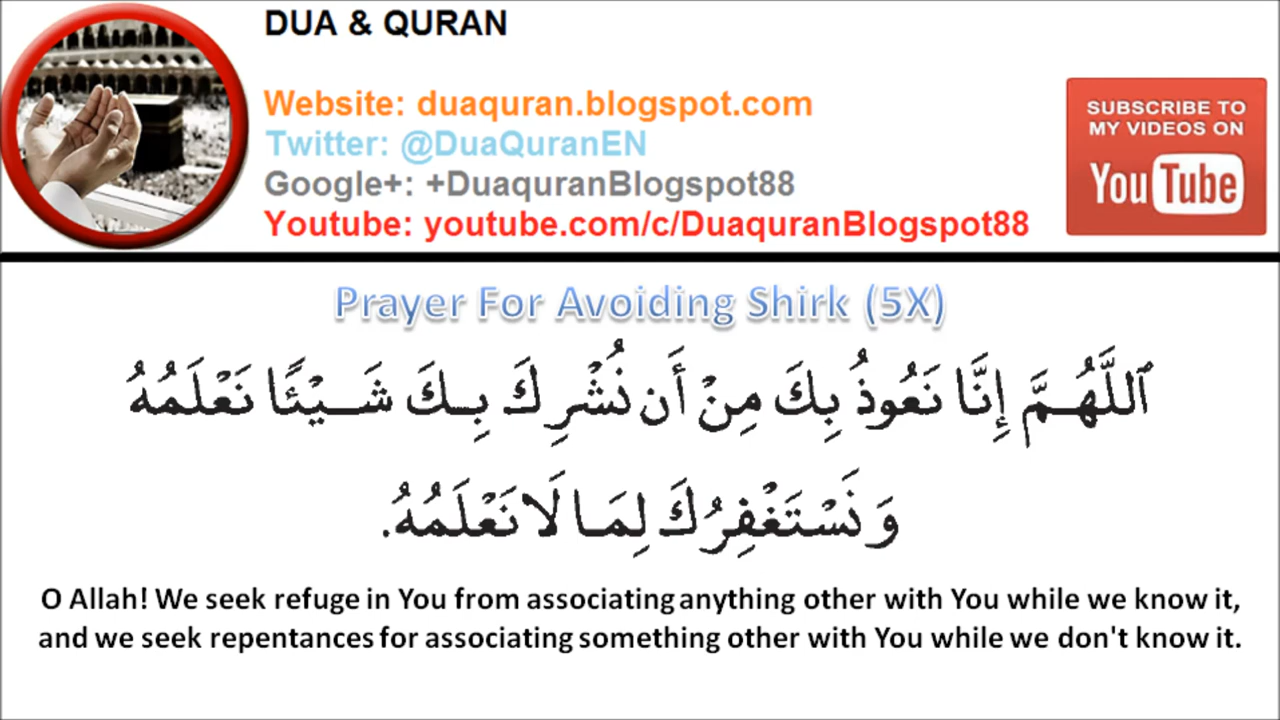 DUA & QURAN
Website: duaquran.blogspot.com
Twitter: @DuaQuranEN
Google+: +DuaquranBlogspot88
Youtube: youtube.com/c/DuaquranBlogspot88
SUBSCRIBE TO
MY VIDEOS ON
YouTube
Prayer For Avoiding Shirk (5X)
ٱللَّهُمَّ إِنَّا نَعُوذُ بِكَ مِنْ أَن نُشْرِكَ بِكَ شَيْئًا نَعْلَمُهُ
وَنَسْتَغْفِرُكَ لِمَا لَا نَعْلَمُهُ.
O Allah! We seek refuge in You from associating anything other with You while we know it,
and we seek repentances for associating something other with You while we don't know it.